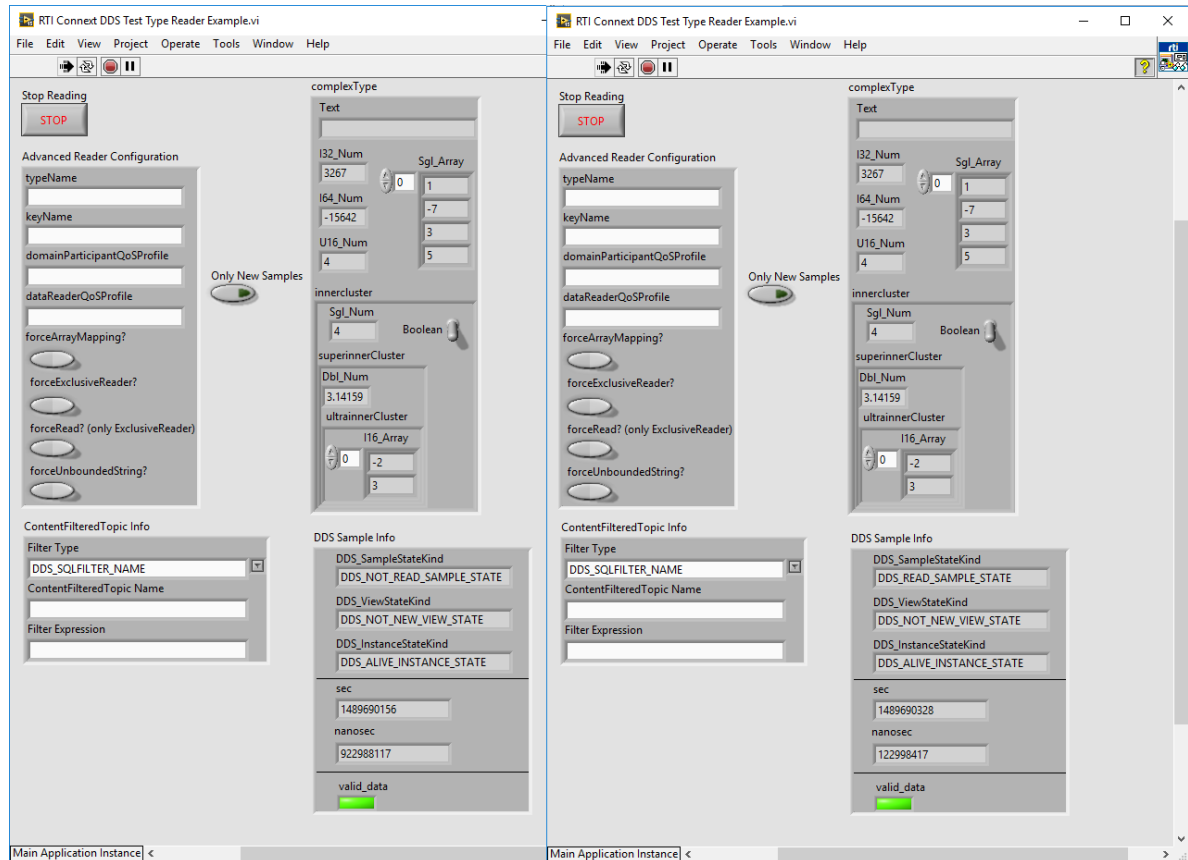 RTI Connext DDS Test Type Reader Example.vi
File Edit View Project Operate Tools Window Help
Stop Reading
STOP
Advanced Reader Configuration
typeName
keyName
domainParticipantQoSProfile
dataReaderQoSProfile
forceArrayMapping?
forceExclusiveReader?
forceRead? (only ExclusiveReader)
forceUnboundedString?
Only New Samples
ContentFilteredTopic Info
Filter Type
DDS_SQLFILTER_NAME
ContentFilteredTopic Name
Filter Expression
complexType
Text
I32_Num
3267
I64_Num
-15642
U16_Num
4
Sgl_Array
0
1
-7
3
5
innercluster
Sgl_Num
4
Boolean
superinnerCluster
Dbl_Num
3.14159
ultrainnerCluster
I16_Array
0
-2
3
DDS Sample Info
DDS_SampleStateKind
DDS_NOT_READ_SAMPLE_STATE
DDS_ViewStateKind
DDS_NOT_NEW_VIEW_STATE
DDS_InstanceStateKind
DDS_ALIVE_INSTANCE_STATE
sec
1489690156
nanosec
922988117
valid_data
Main Application Instance <
RTI Connext DDS Test Type Reader Example.vi
File Edit View Project Operate Tools Window Help
? rti
Stop Reading
STOP
Advanced Reader Configuration
typeName
keyName
domainParticipantQoSProfile
dataReaderQoSProfile
forceArrayMapping?
forceExclusiveReader?
forceRead? (only ExclusiveReader)
forceUnboundedString?
Only New Samples
ContentFilteredTopic Info
Filter Type
DDS_SQLFILTER_NAME
ContentFilteredTopic Name
Filter Expression
complexType
Text
I32_Num
3267
I64_Num
-15642
U16_Num
4
Sgl_Array
0
1
-7
3
5
innercluster
Sgl_Num
4
Boolean
superinnerCluster
Dbl_Num
3.14159
ultrainnerCluster
I16_Array
0
-2
3
DDS Sample Info
DDS_SampleStateKind
DDS_READ_SAMPLE_STATE
DDS_ViewStateKind
DDS_NOT_NEW_VIEW_STATE
DDS_InstanceStateKind
DDS_ALIVE_INSTANCE_STATE
sec
1489690328
nanosec
122998417
valid_data
Main Application Instance < >